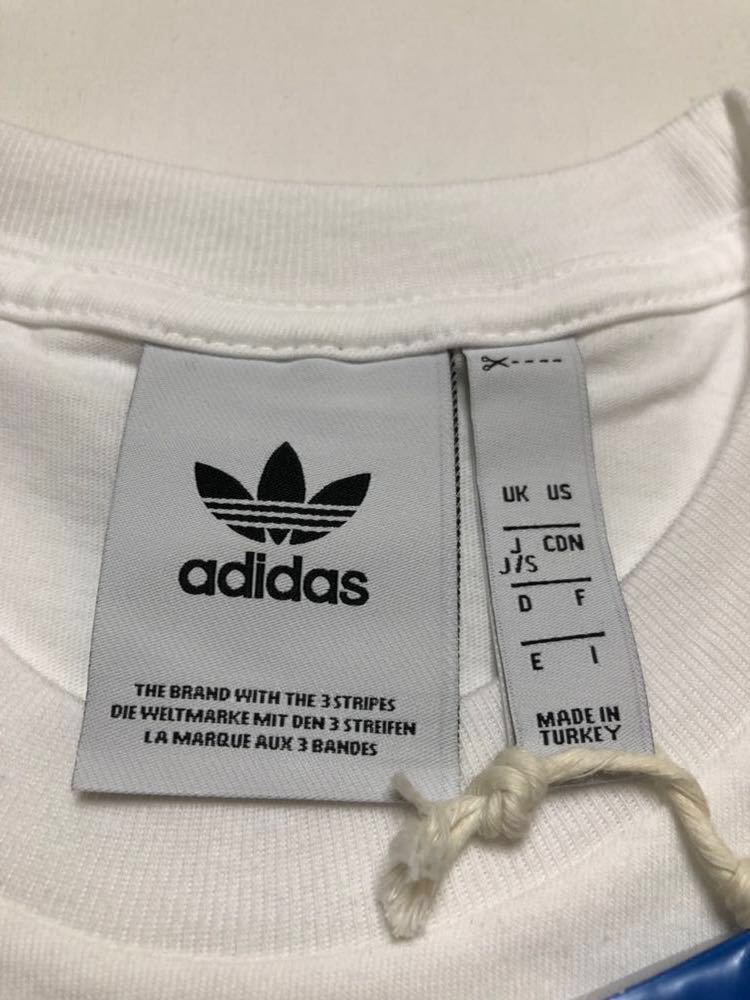 adidas
THE BRAND WITH THE 3 STRIPES
DIE WELTMARKE MIT DEN 3 STREIFEN
LA MARQUE AUX 3 BANDES
UK US
J CDN
J/S
D F
E I
MADE IN
TURKEY